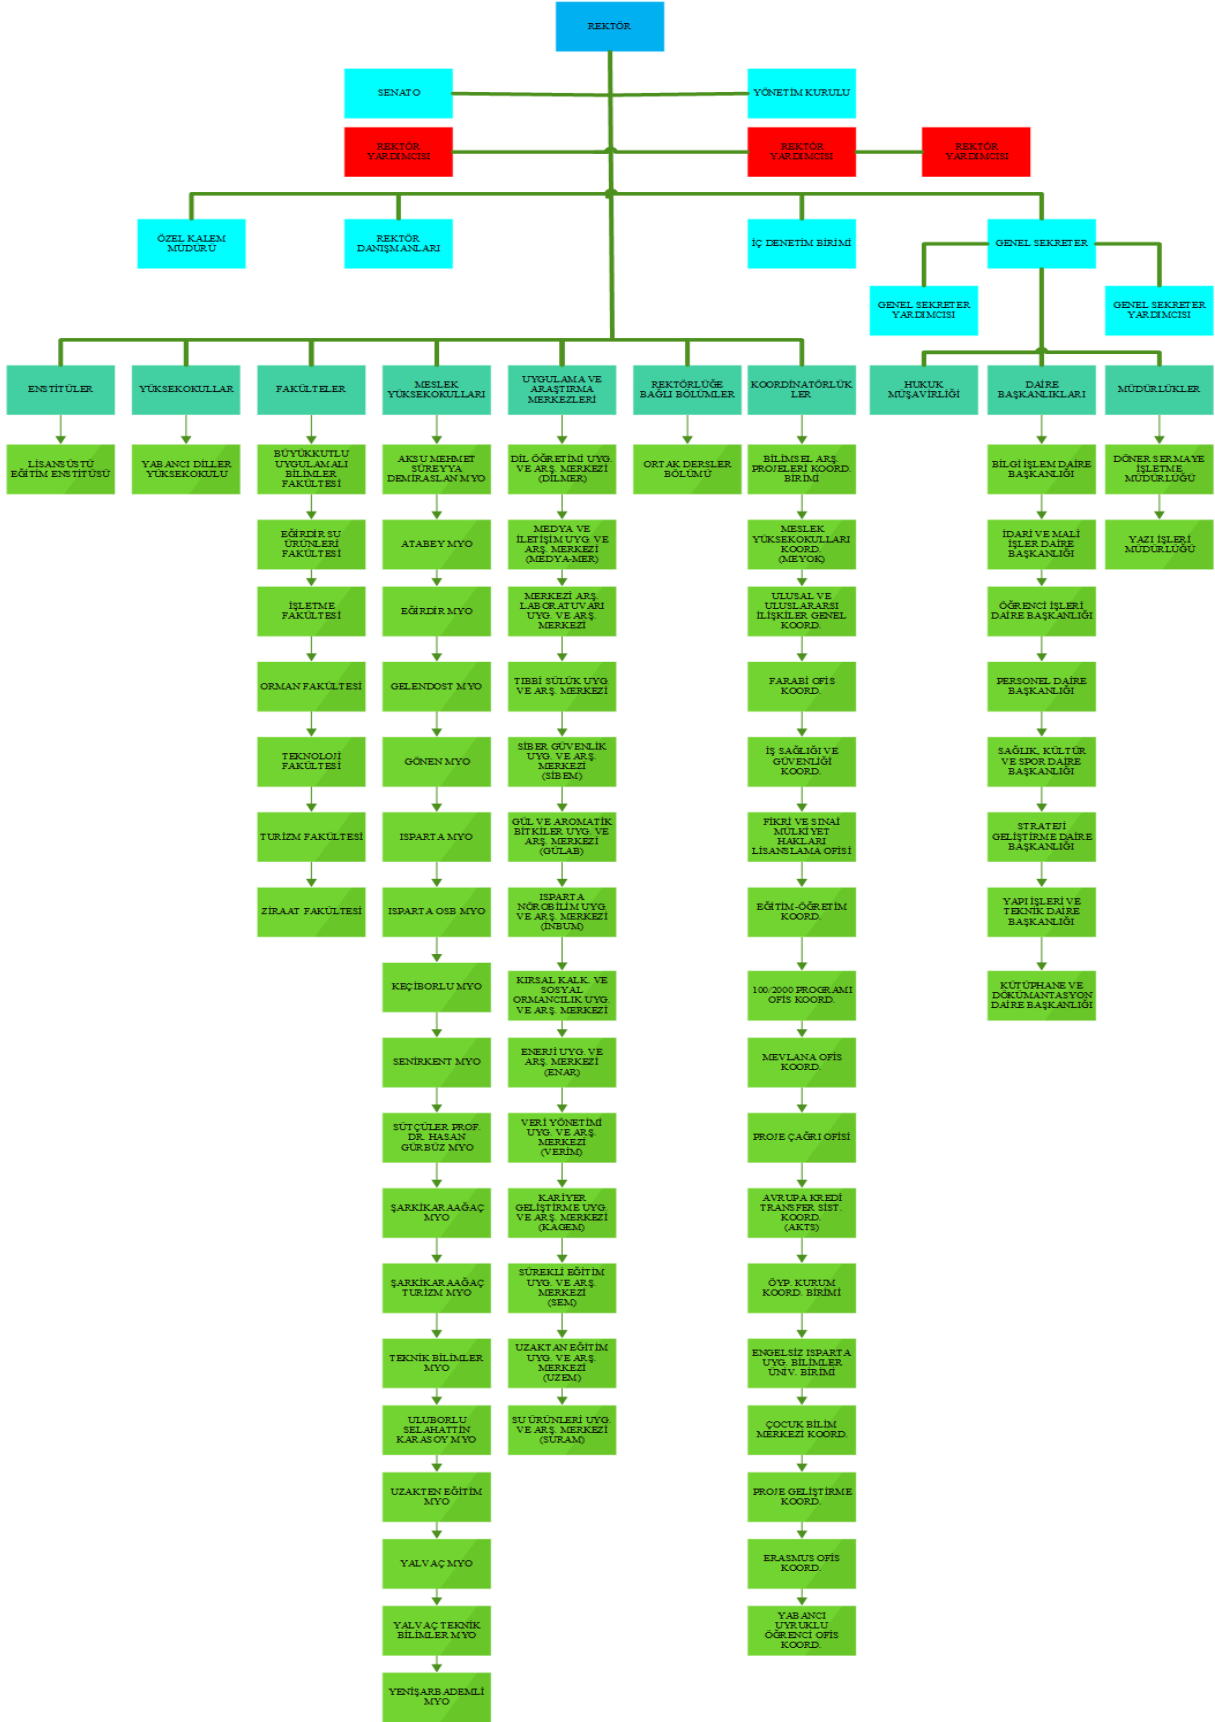 REKTÖR
SENATO
YÖNETİM KURULU
REKTÖR
YARDIMCISI
REKTÖR
YARDIMCISI
REKTÖR
YARDIMCISI
ÖZEL KALEM
MÜDÜRÜ
REKTÖR
DANIŞMANLARI
İÇ DENETİM BİRİMİ
GENEL SEKRETER
GENEL SEKRETER
YARDIMCISI
GENEL SEKRETER
YARDIMCISI
ENSTİTÜLER
LİSANSÜSTÜ
EĞİTİM ENSTİTÜSÜ
YÜKSEKOKULLAR
YABANCI DİLLER
YÜKSEKOKULU
FAKÜLTELER
BÜYÜKKUTLU
UYGULAMALI
BİLİMLER
FAKÜLTESİ
EĞİRDİR SU
ÜRÜNLERİ
FAKÜLTESİ
İŞLETME
FAKÜLTESİ
ORMAN FAKÜLTESİ
TEKNOLOJİ
FAKÜLTESİ
TURİZM FAKÜLTESİ
ZİRAAT FAKÜLTESİ
MESLEK
YÜKSEKOKULLARI
AKSU MEHMET
SÜREYYA
DEMİRASLAN MYO
ATABEY MYO
EĞİRDİR MYO
GELENDOST MYO
GÖNEN MYO
ISPARTA MYO
ISPARTA OSB MYO
KEÇİBORLU MYO
SENİRKENT MYO
SÜTÇÜLER PROF.
DR. HASAN
GÜRBÜZ MYO
ŞARKİKARAAĞAÇ
MYO
ŞARKİKARAAĞAÇ
TURİZM MYO
TEKNİK BİLİMLER
MYO
ULUBORLU
SELAHATTİN
KARASOY MYO
UZAKTEN EĞİTİM
MYO
YALVAÇ MYO
YALVAÇ TEKNİK
BİLİMLER MYO
YENİŞARBADEMLİ
MYO
UYGULAMA VE
ARAŞTIRMA
MERKEZLERİ
DİL ÖĞRETİMİ UYG.
VE ARŞ. MERKEZİ
(DİLMER)
MEDYA VE
İLETİŞİM UYG. VE
ARŞ. MERKEZİ
(MEDYA-MER)
MERKEZİ ARŞ.
LABORATUVARI
UYG. VE ARŞ.
MERKEZİ
TIBBİ SÜLÜK UYG.
VE ARŞ. MERKEZİ
SİBER GÜVENLİK
UYG. VE ARŞ.
MERKEZİ
(SİBEM)
GÜL VE AROMATİK
BİTKİLER UYG. VE
ARŞ. MERKEZİ
(GÜLAB)
ISPARTA
NÖROBİLİM UYG.
VE ARŞ. MERKEZİ
(INBUM)
KIRSAL KALK. VE
SOSYAL
ORMANCILIK UYG.
VE ARŞ. MERKEZİ
ENERJİ UYG. VE
ARŞ. MERKEZİ
(ENAR)
VERİ YÖNETİMİ
UYG. VE ARŞ.
MERKEZİ
(VERİM)
KARİYER
GELİŞTİRME UYG.
VE ARŞ. MERKEZİ
(KAGEM)
SÜREKLİ EĞİTİM
UYG. VE ARŞ.
MERKEZİ
(SEM)
UZAKTAN EĞİTİM
UYG. VE ARŞ.
MERKEZİ
(UZEM)
SU ÜRÜNLERİ UYG.
VE ARŞ. MERKEZİ
(SURAM)
REKTÖRLÜĞE
BAĞLI BÖLÜMLER
ORTAK DERSLER
BÖLÜMÜ
KOORDİNATÖRLÜK
LER
BİLİMSEL ARŞ.
PROJELERİ KOORD.
BİRİMİ
MESLEK
YÜKSEKOKULLARI
KOORD.
(MEYOK)
ULUSAL VE
ULUSLARARSI
İLİŞKİLER GENEL
KOORD.
FARABİ OFİS
KOORD.
İŞ SAĞLIĞI VE
GÜVENLİĞİ
KOORD.
FİKRİ VE SINAİ
MÜLKİYET
HAKLARI
LİSANSLAMA OFİSİ
EĞİTİM-ÖĞRETİM
KOORD.
100/2000 PROGRAMI
OFİS KOORD.
MEVLANA OFİS
KOORD.
PROJE ÇAĞRI OFİSİ
AVRUPA KREDİ
TRANSFER SİST.
KOORD.
(AKTS)
ÖYP. KURUM
KOORD. BİRİMİ
ENGELSİZ ISPARTA
UYG. BİLİMLER
ÜNİV. BİRİMİ
ÇOCUK BİLİM
MERKEZİ KOORD.
PROJE GELİŞTİRME
KOORD.
ERASMUS OFİS
KOORD.
YABANCI
UYRUKLU
ÖĞRENCİ OFİS
KOORD.
HUKUK
MÜŞAVİRLİĞİ
DAİRE
BAŞKANLIKLARI
BİLGİ İŞLEM DAİRE
BAŞKANLIĞI
İDARİ VE MALİ
İŞLER DAİRE
BAŞKANLIĞI
ÖĞRENCİ İŞLERİ
DAİRE BAŞKANLIĞI
PERSONEL DAİRE
BAŞKANLIĞI
SAĞLIK, KÜLTÜR
VE SPOR DAİRE
BAŞKANLIĞI
STRATEJİ
GELİŞTİRME DAİRE
BAŞKANLIĞI
YAPI İŞLERİ VE
TEKNİK DAİRE
BAŞKANLIĞI
KÜTÜPHANE VE
DÖKÜMANTASYON
DAİRE BAŞKANLIĞI
MÜDÜRLÜKLER
DÖNER SERMAYE
İŞLETME
MÜDÜRLÜĞÜ
YAZI İŞLERİ
MÜDÜRLÜĞÜ